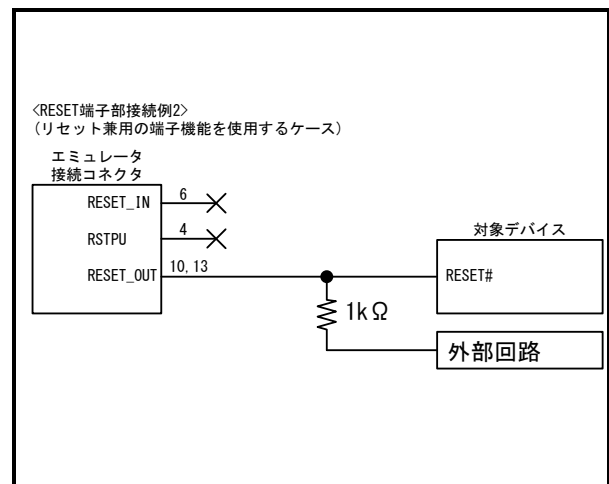 <RESET端子部接続例2>
(リセット兼用の端子機能を使用するケース)
エミュレータ
接続コネクタ
RESET_IN
6
RSTPU
4
RESET_OUT
10, 13
対象デバイス
RESET#
1kΩ
外部回路